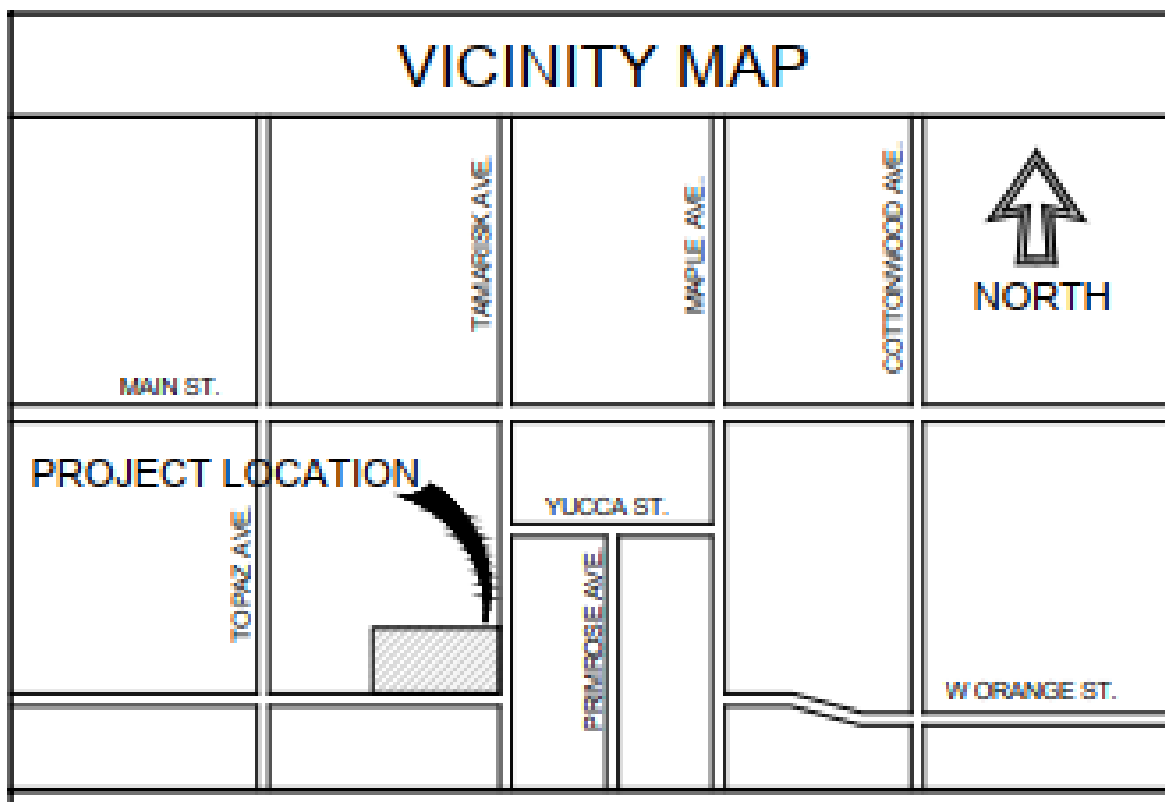 VICINITY MAP
TAMARISK AVE.
MAPLE AVE.
COTTONWOOD AVE.
NORTH
MAIN ST.
PROJECT LOCATION
YUCCA ST.
TOPAZ AVE.
PRIMROSE AVE.
W ORANGE ST.